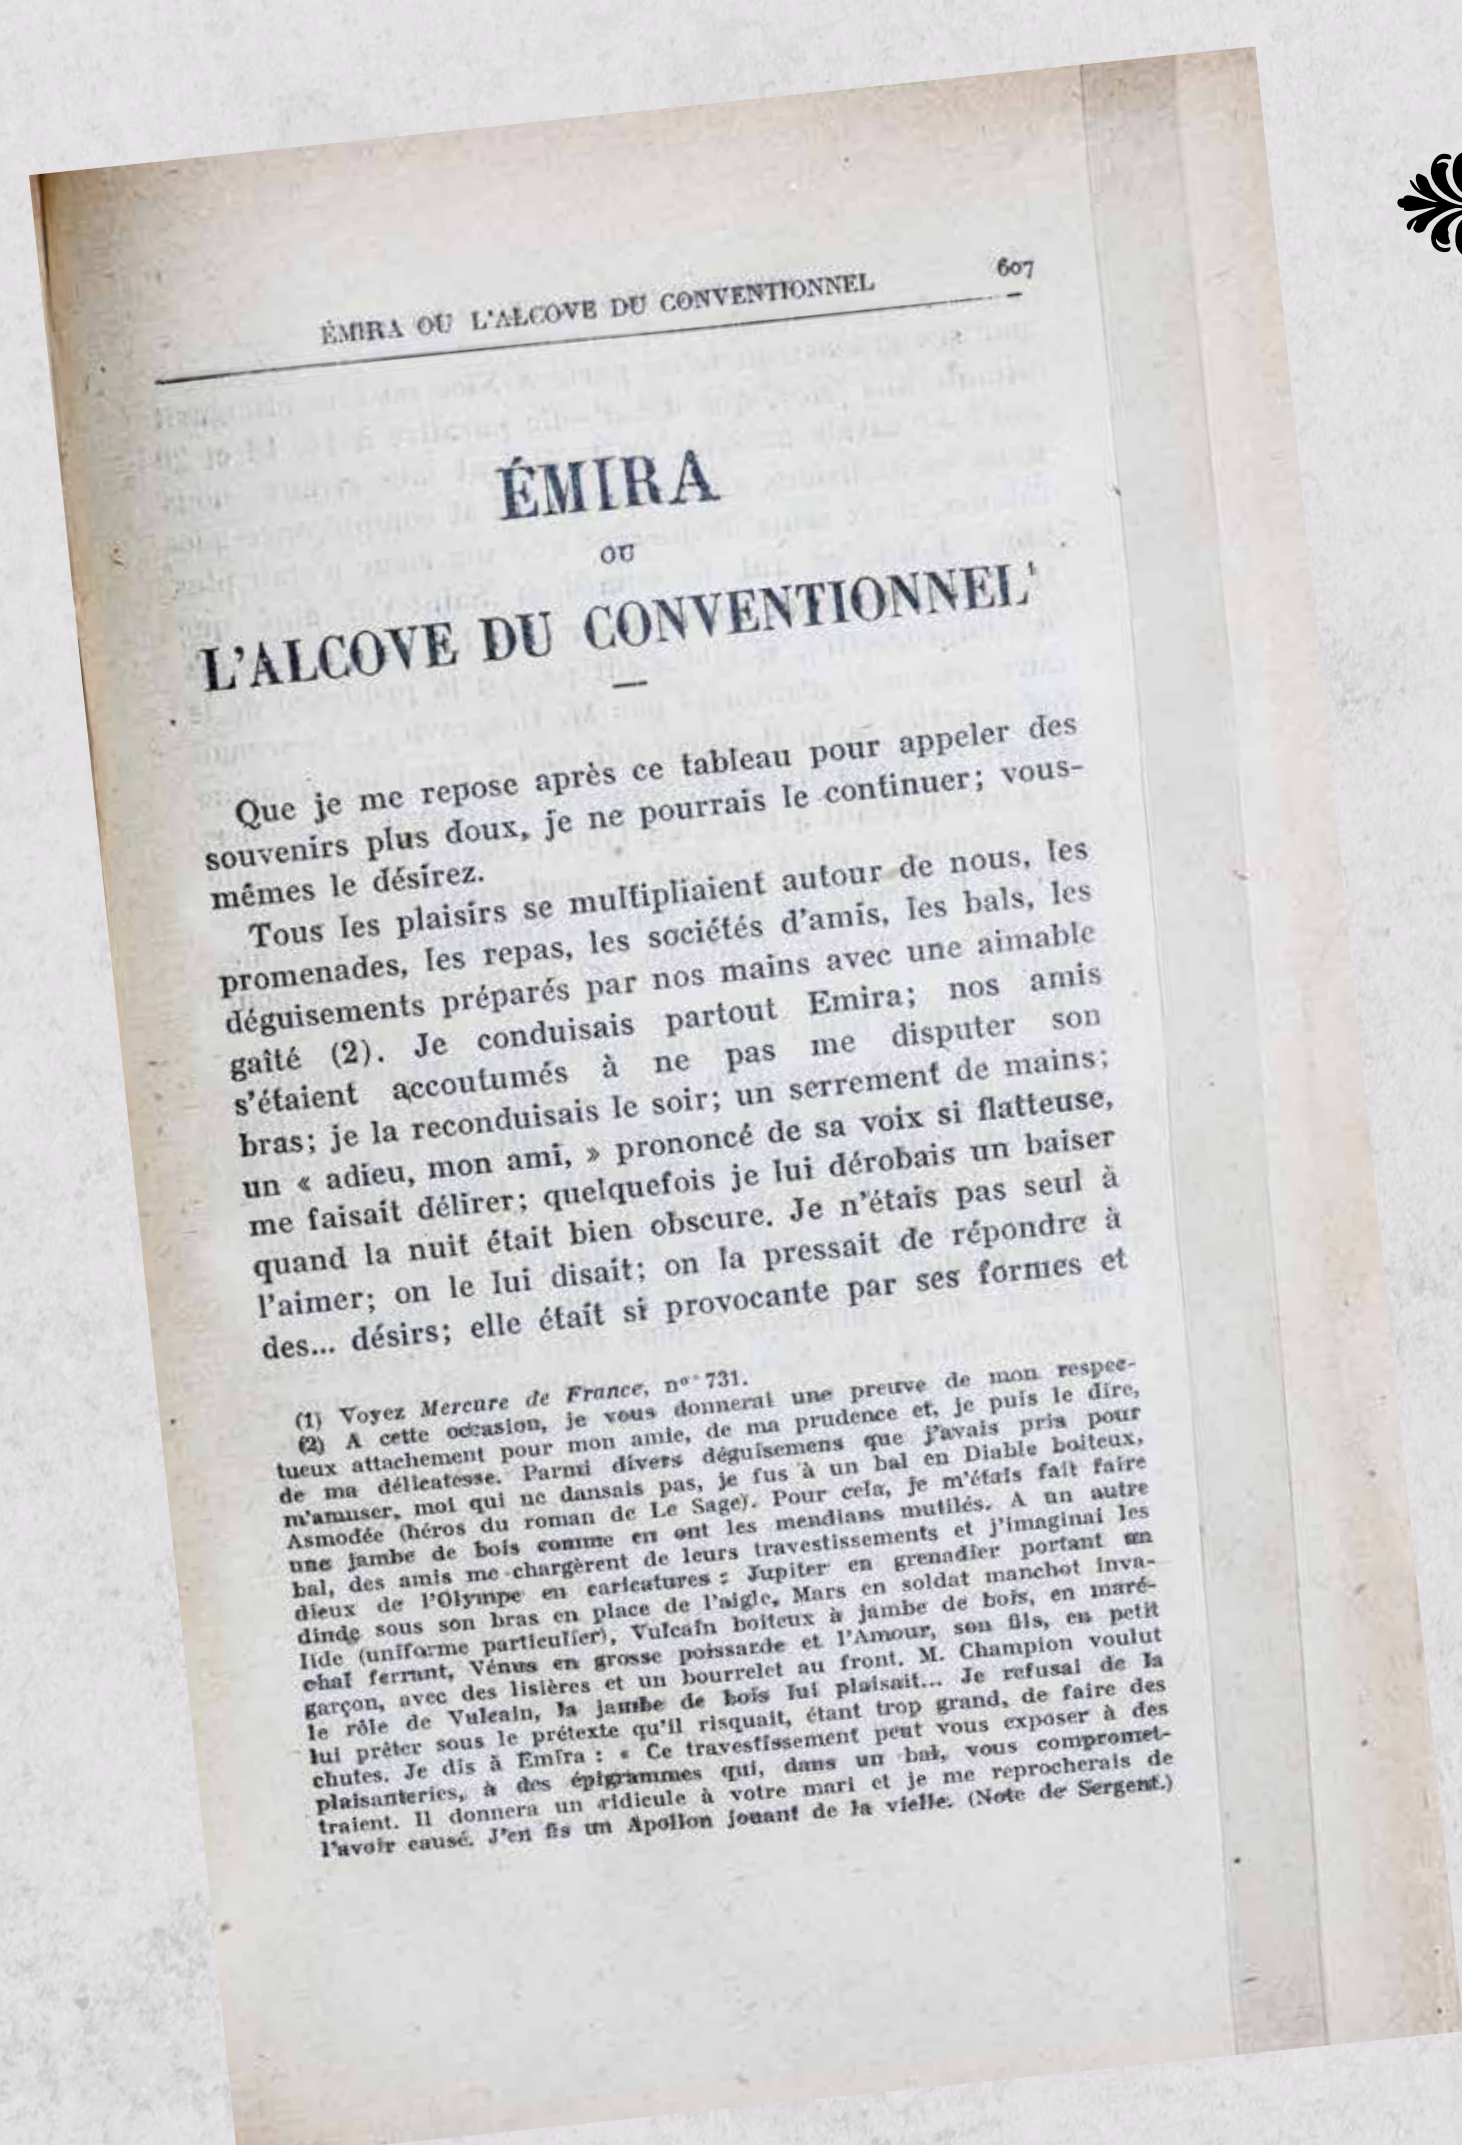 ÉMIRA OU L'ALCOVE DU CONVENTIONNEL 607
ÉMIRA
OU
L'ALCOVE DU CONVENTIONNEL¹
Que je me repose après ce tableau pour appeler des
souvenirs plus doux, je ne pourrais le continuer; vous-
mêmes le désirez.
Tous les plaisirs se multipliaient autour de nous, les
promenades, les repas, les sociétés d'amis, les bals, les
déguisements préparés par nos mains avec une aimable
gaîté (2). Je conduisais partout Emira; nos amis
s'étaient accoutumés à ne pas me disputer son
bras; je la reconduisais le soir; un serrement de mains;
un « adieu, mon ami, » prononcé de sa voix si flatteuse,
me faisait délirer; quelquefois je lui dérobais un baiser
quand la nuit était bien obscure. Je n'étais pas seul à
l'aimer; on le lui disait; on la pressait de répondre à
des... désirs; elle était si provocante par ses formes et
(1) Voyez Mercure de France, nº 731.
(2) A cette occasion, je vous donnerai une preuve de mon respec-
tueux attachement pour mon amie, de ma prudence et, je puis le dire,
de ma délicatesse. Parmi divers déguisemens que j'avais pris pour
m'amuser, moi qui ne dansais pas, je fus à un bal en Diable boiteux,
Asmodée (héros du roman de Le Sage). Pour cela, je m'étais fait faire
une jambe de bois comme en ont les mendians mutilés. A un autre
bal, des amis me chargèrent de leurs travestissements et j'imaginai les
dieux de l'Olympe en caricatures : Jupiter en grenadier portant un
dinde sous son bras en place de l'aigle, Mars en soldat manchot inva-
lide (uniforme particulier), Vulcain boiteux à jambe de bois, en maré-
chal ferrant, Vénus en grosse poissarde et l'Amour, son fils, en petit
garçon, avec des lisières et un bourrelet au front. M. Champion voulut
le rôle de Vulcain, la jambe de bois lui plaisait... Je refusai de la
lui prêter sous le prétexte qu'il risquait, étant trop grand, de faire des
chutes. Je dis à Emira : « Ce travestissement peut vous exposer à des
plaisanteries, à des épigrammes qui, dans un bal, vous compromet-
traient. Il donnera un ridicule à votre mari et je me reprocherais de
l'avoir causé. J'en fis un Apollon jouant de la vielle. (Note de Sergent.)